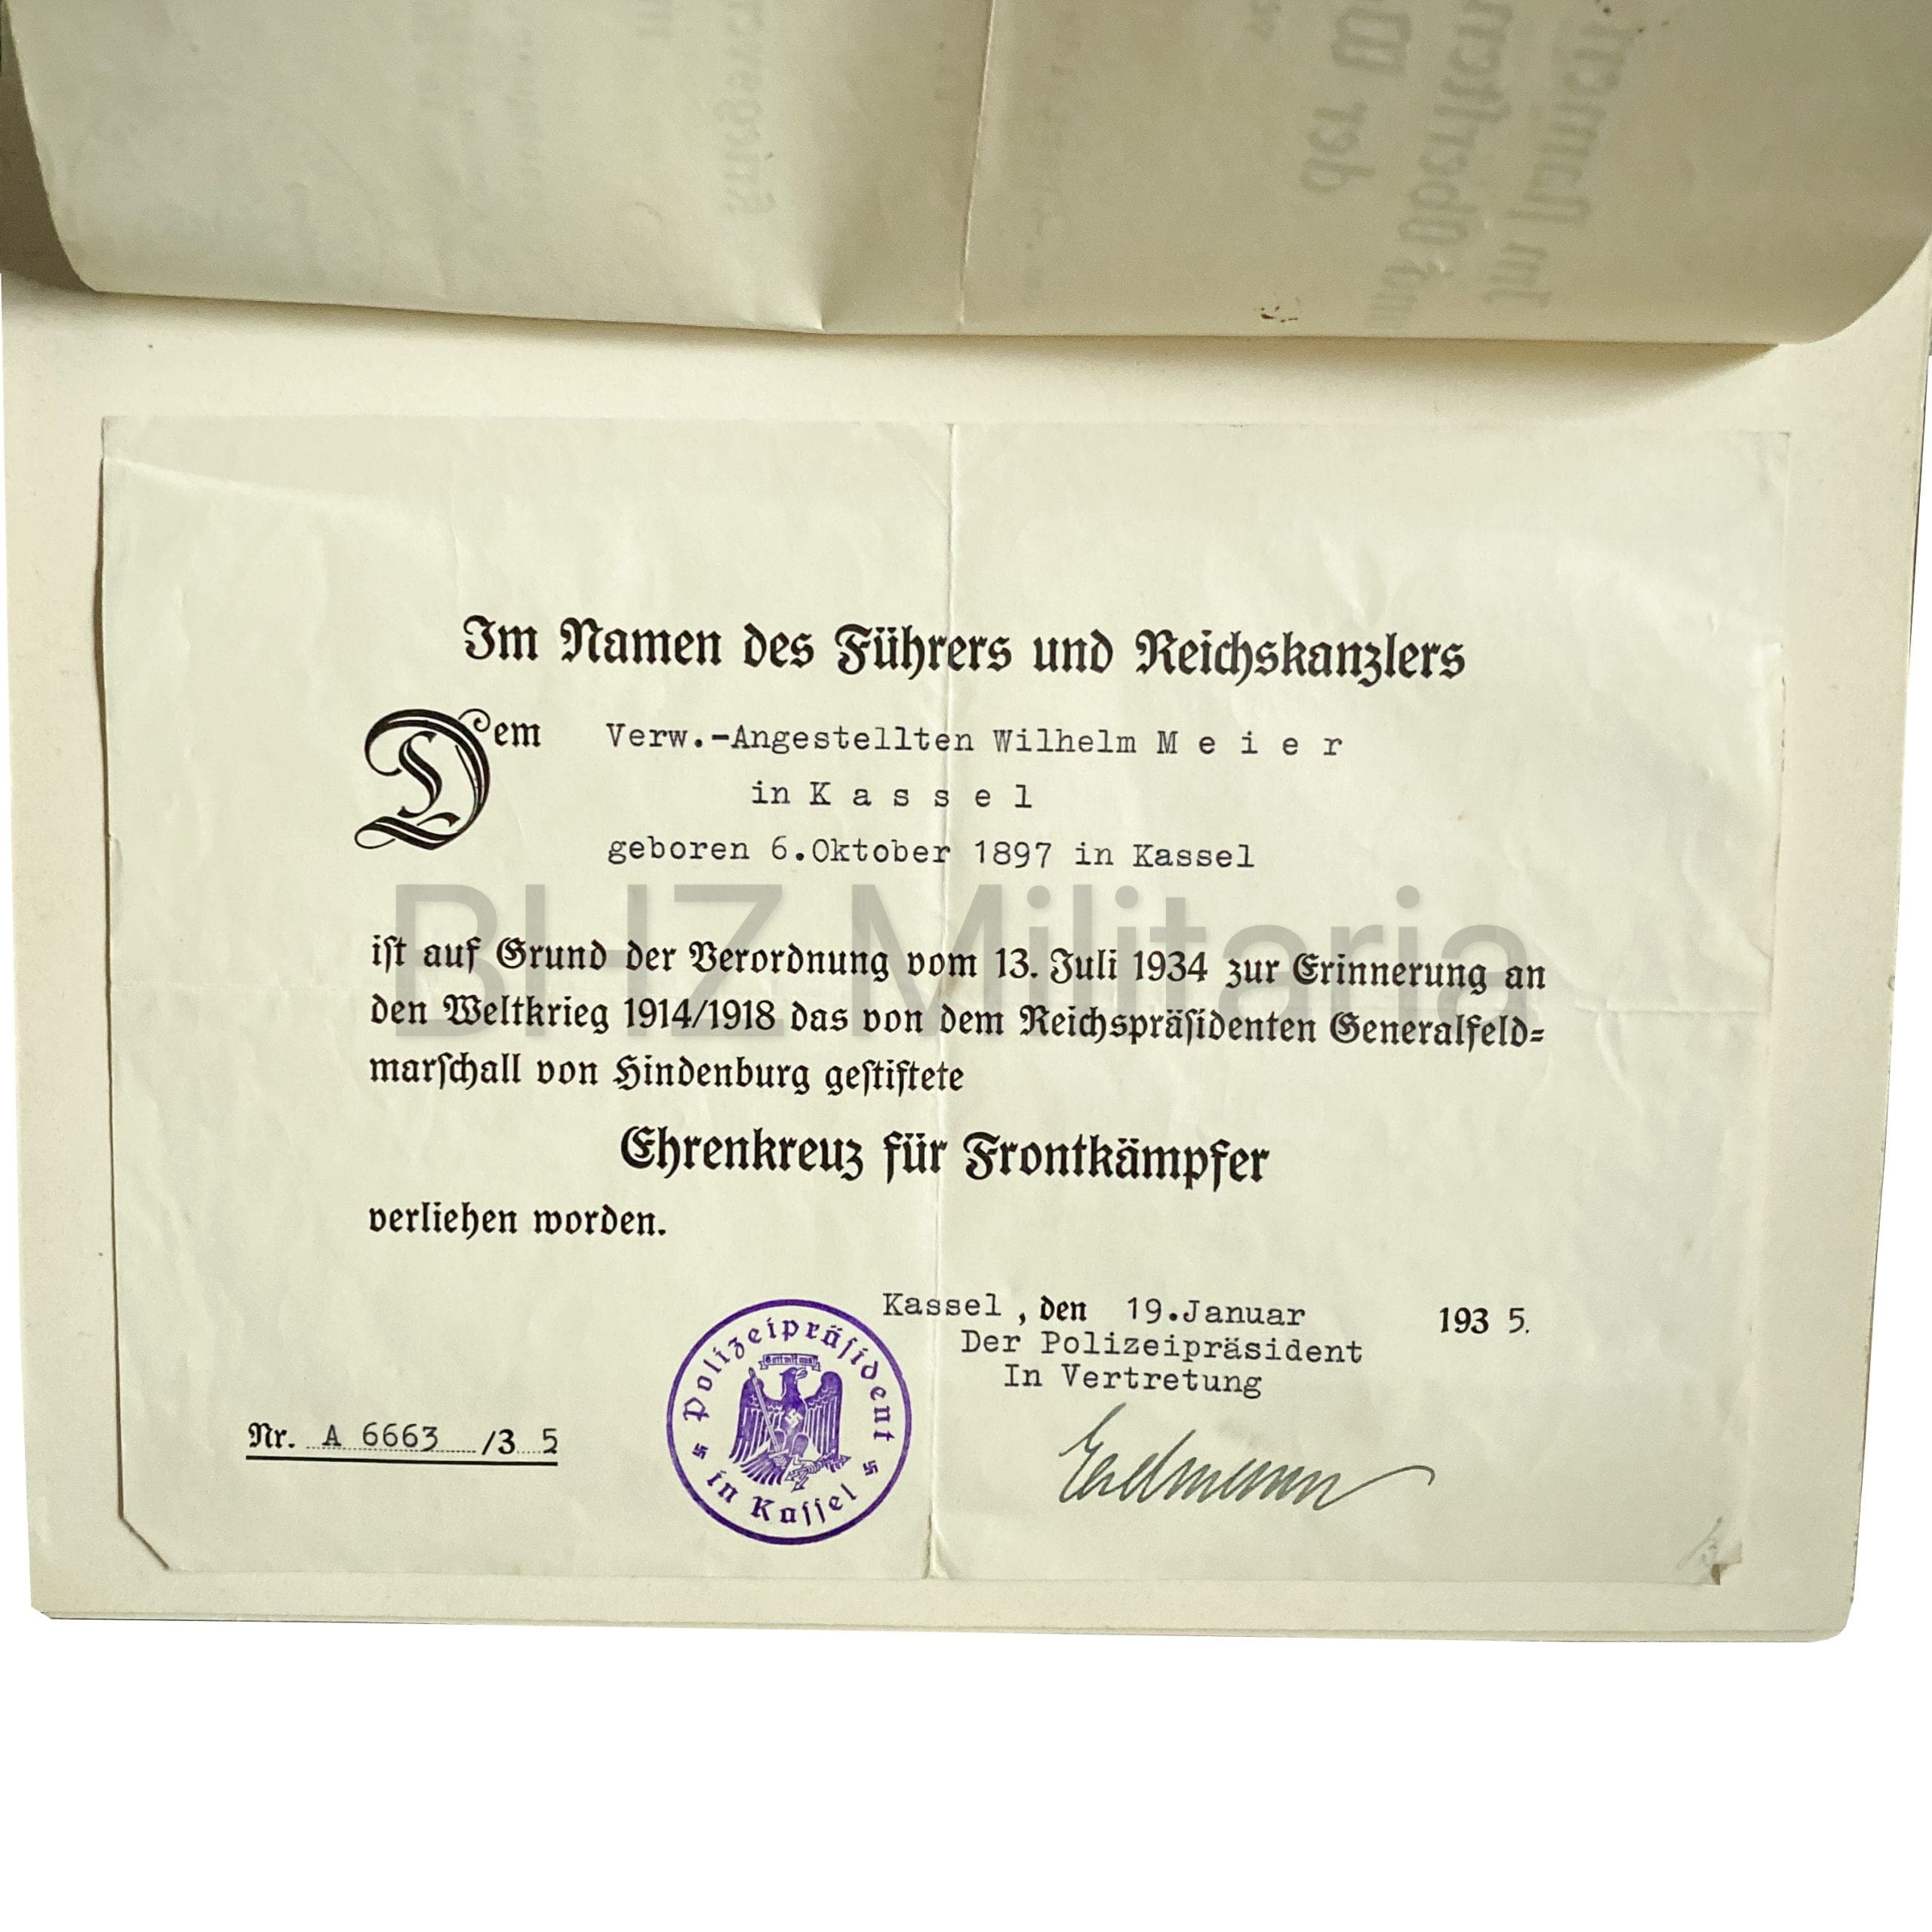 Im Namen des Führers und Reichskanzlers
Dem Verw.-Angestellten Wilhelm M e i e r
in K a s s e l
geboren 6.Oktober 1897 in Kassel
BHZ Militaria
iſt auf Grund der Verordnung vom 13. Juli 1934 zur Erinnerung an
den Weltkrieg 1914/1918 das von dem Reichspräſidenten Generalfeld=
marſchall von Hindenburg geſtiftete
Ehrenkreuz für Frontkämpfer
verliehen worden.
Kassel , den 19.Januar 193 5.
Der Polizeipräsident
In Vertretung
Erdmann
Polizeipräſident
in Kaſſel
Nr. A 6663 /3 5